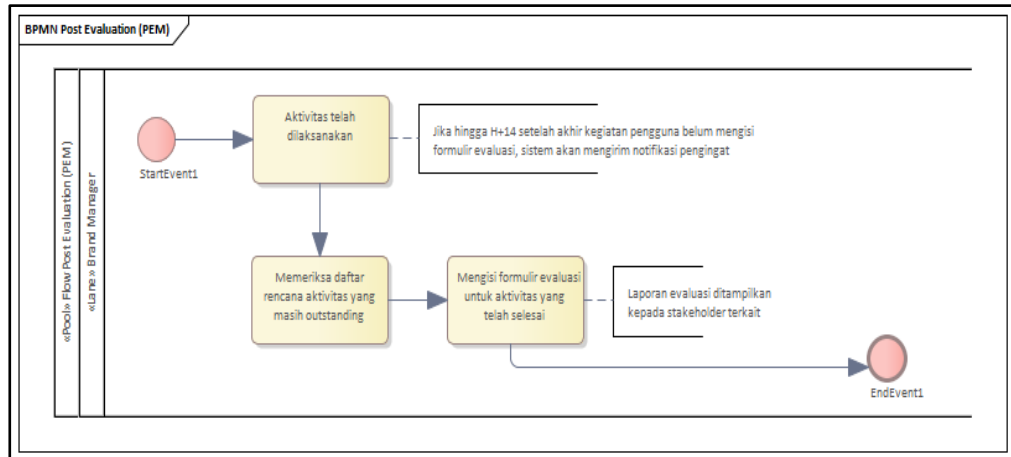 BPMN Post Evaluation (PEM)
«Pool» Flow Post Evaluation (PEM)
«Lane» Brand Manager
StartEvent1
Aktivitas telah
dilaksanakan
Jika hingga H+14 setelah akhir kegiatan pengguna belum mengisi
formulir evaluasi, sistem akan mengirim notifikasi pengingat
Memeriksa daftar
rencana aktivitas yang
masih outstanding
Mengisi formulir evaluasi
untuk aktivitas yang
telah selesai
Laporan evaluasi ditampilkan
kepada stakeholder terkait
EndEvent1